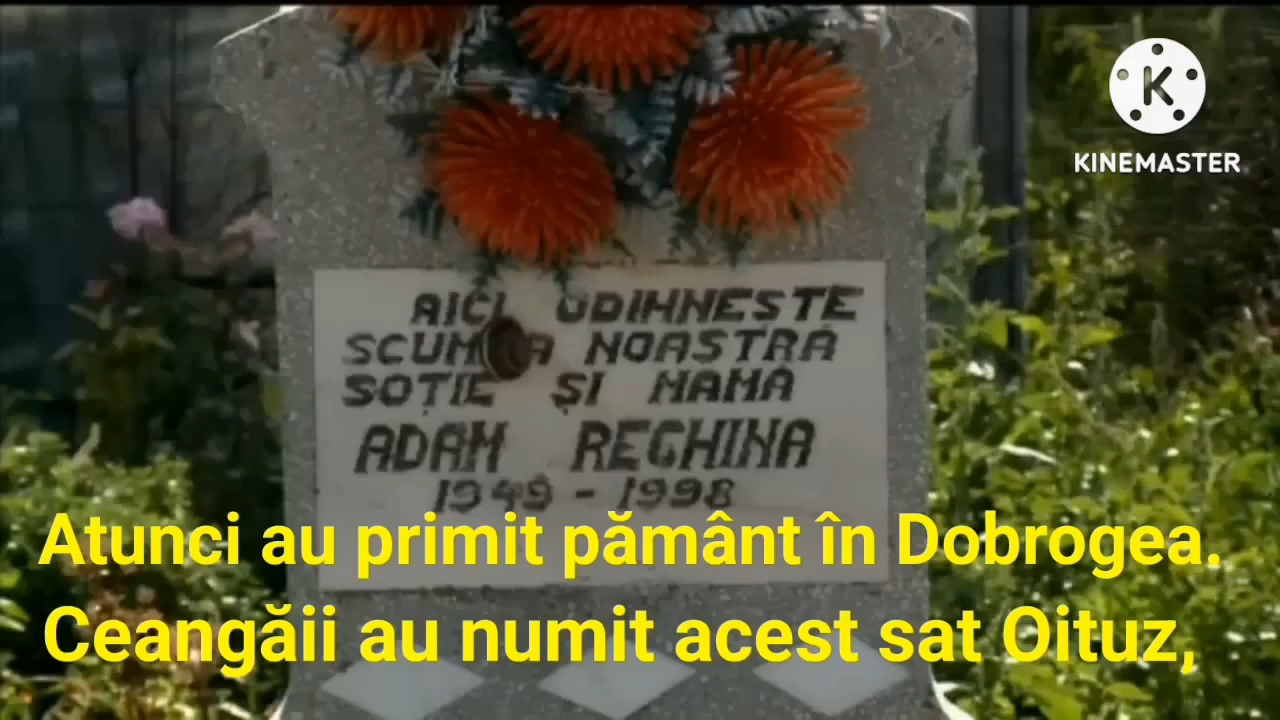 KINEMASTER
AICI ODIHNEȘTE
NOASTRĂ
SOȚIE ȘI MAMĂ
ADAM REGHINA
1949 - 1998
Atunci au primit pământ în Dobrogea.
Ceangăii au numit acest sat Oituz,